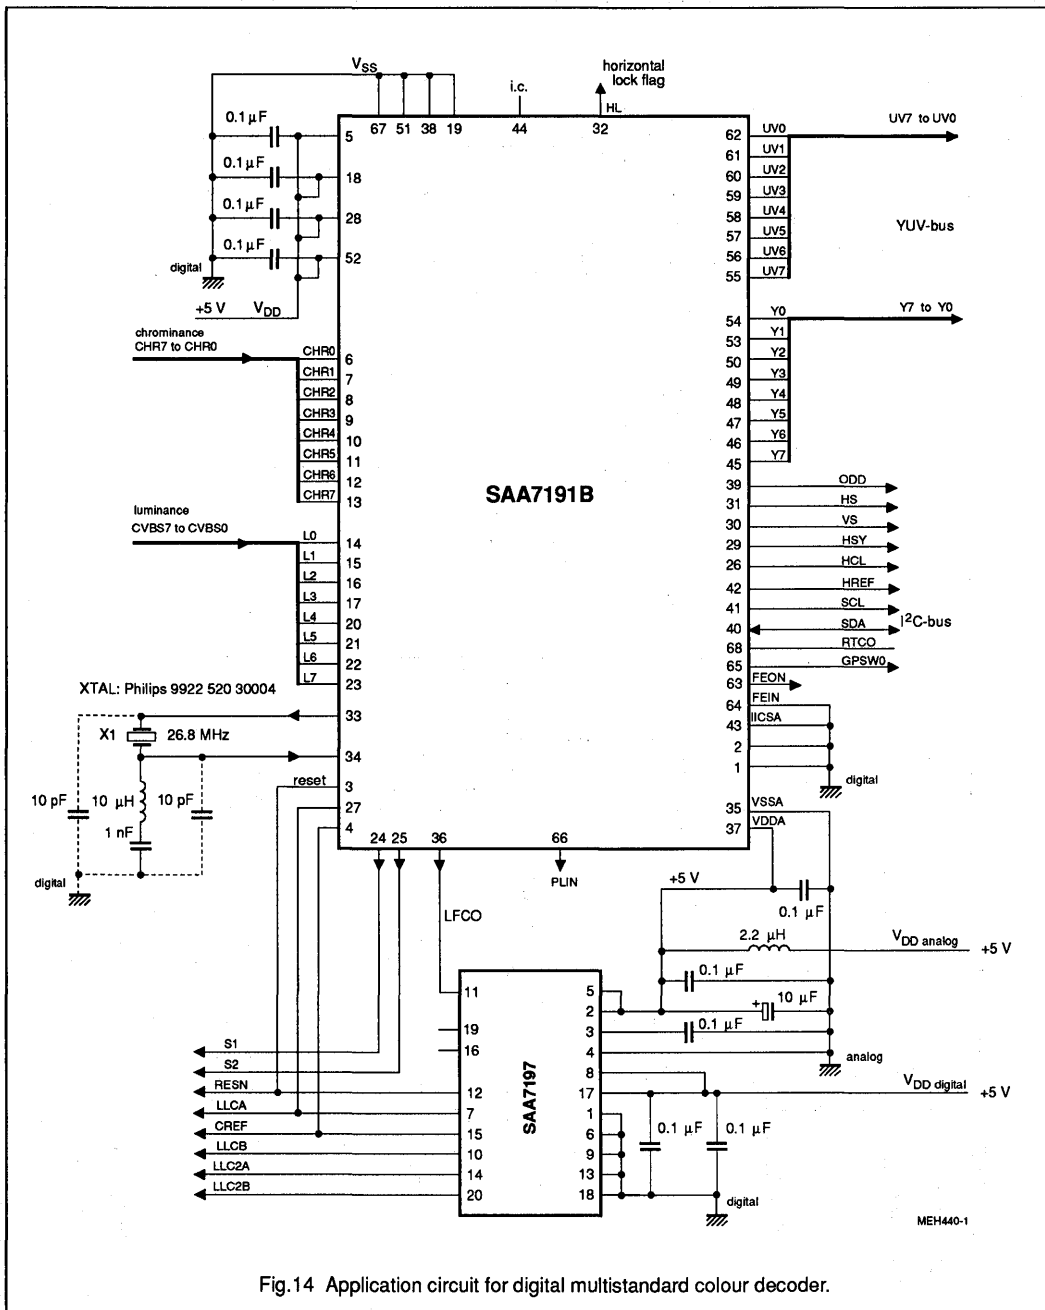 VSS
horizontal
lock flag
i.c.
HL
67 51 38 19 44 32
0.1 µF
5
0.1 µF
18
0.1 µF
28
0.1 µF
52
digital
+5 V VDD
62 UV0
61 UV1
60 UV2
59 UV3
58 UV4
57 UV5
56 UV6
55 UV7
UV7 to UV0
YUV-bus
54 Y0
53 Y1
50 Y2
49 Y3
48 Y4
47 Y5
46 Y6
45 Y7
Y7 to Y0
chrominance
CHR7 to CHR0
CHR0 6
CHR1 7
CHR2 8
CHR3 9
CHR4 10
CHR5 11
CHR6 12
CHR7 13
SAA7191B
luminance
CVBS7 to CVBS0
L0 14
L1 15
L2 16
L3 17
L4 20
L5 21
L6 22
L7 23
39 ODD
31 HS
30 VS
29 HSY
26 HCL
42 HREF
41 SCL
40 SDA
I2C-bus
68 RTCO
65 GPSW0
63 FEON
64 FEIN
43 IICSA
2
1
digital
35 VSSA
37 VDDA
XTAL: Philips 9922 520 30004
33
X1 26.8 MHz
34
reset 3
27
4
10 pF 10 µH 10 pF
1 nF
digital
24 25 36 66
PLIN
LFCO
+5 V
0.1 µF
2.2 µH
VDD analog
+5 V
0.1 µF
+ 10 µF
0.1 µF
analog
11
19
16
12
7
15
10
14
20
SAA7197
5
2
3
4
8
17
1
6
9
13
18
S1
S2
RESN
LLCA
CREF
LLCB
LLC2A
LLC2B
VDD digital
+5 V
0.1 µF 0.1 µF
digital
MEH440-1
Fig.14 Application circuit for digital multistandard colour decoder.